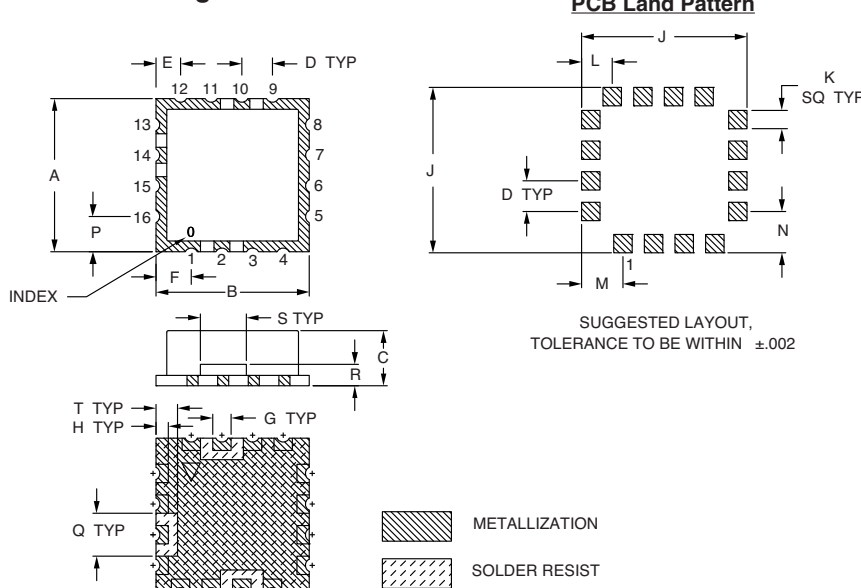 PCB Land Pattern
E
D TYP
12 11 10 9
13
14
15
16
8
7
6
5
A
P
0
1 2 3 4
F
B
INDEX
S TYP
C
R
T TYP
H TYP
G TYP
Q TYP
J
L
K
SQ TYP
J
D TYP
N
1
M
SUGGESTED LAYOUT,
TOLERANCE TO BE WITHIN ±.002
METALLIZATION
SOLDER RESIST